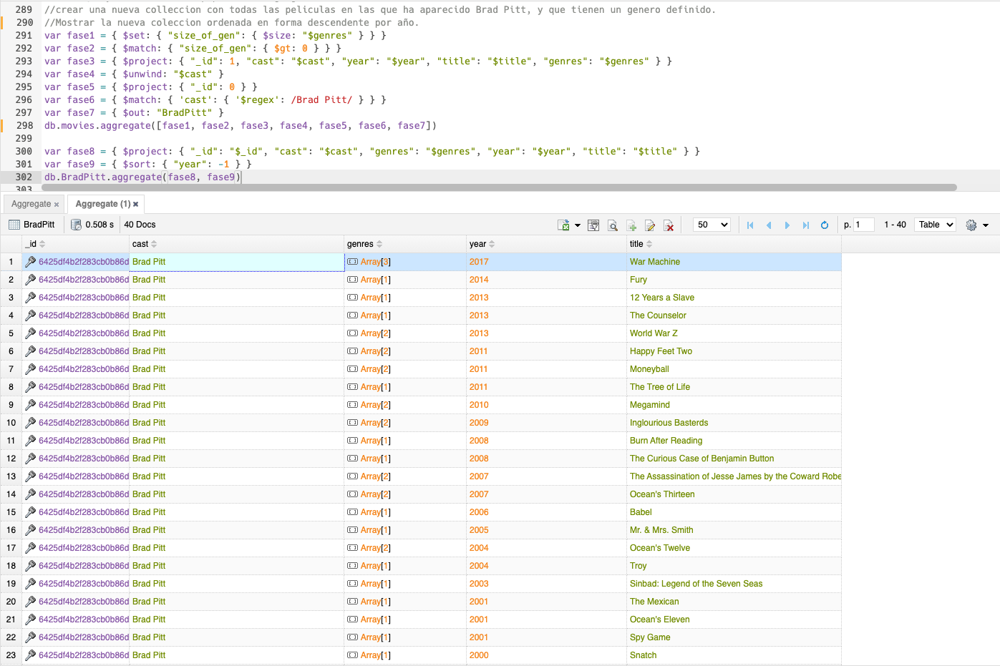 289 //crear una nueva colleccion con todas las peliculas en las que ha aparecido Brad Pitt, y que tienen un genero definido.
290 //Mostrar la nueva coleccion ordenada en forma descendente por año.
291 var fase1 = { $set: { "size_of_gen": { $size: "$genres" } } }
292 var fase2 = { $match: { "size_of_gen": { $gt: 0 } } }
293 var fase3 = { $project: { "_id": 1, "cast": "$cast", "year": "$year", "title": "$title", "genres": "$genres" } }
294 var fase4 = { $unwind: "$cast" }
295 var fase5 = { $project: { "_id": 0 } }
296 var fase6 = { $match: { 'cast': { '$regex': /Brad Pitt/ } } }
297 var fase7 = { $out: "BradPitt" }
298 db.movies.aggregate([fase1, fase2, fase3, fase4, fase5, fase6, fase7])
299
300 var fase8 = { $project: { "_id": "$_id", "cast": "$cast", "genres": "$genres", "year": "$year", "title": "$title" } }
301 var fase9 = { $sort: { "year": -1 } }
302 db.BradPitt.aggregate(fase8, fase9)
303
Aggregate × Aggregate (1) ×
BradPitt 0.508 s 40 Docs 50 p. 1 1 - 40 Table
_id cast genres year title
1 6425df4b2f283cb0b86d Brad Pitt Array[3] 2017 War Machine
2 6425df4b2f283cb0b86d Brad Pitt Array[1] 2014 Fury
3 6425df4b2f283cb0b86d Brad Pitt Array[1] 2013 12 Years a Slave
4 6425df4b2f283cb0b86d Brad Pitt Array[1] 2013 The Counselor
5 6425df4b2f283cb0b86d Brad Pitt Array[2] 2013 World War Z
6 6425df4b2f283cb0b86d Brad Pitt Array[2] 2011 Happy Feet Two
7 6425df4b2f283cb0b86d Brad Pitt Array[2] 2011 Moneyball
8 6425df4b2f283cb0b86d Brad Pitt Array[1] 2011 The Tree of Life
9 6425df4b2f283cb0b86d Brad Pitt Array[2] 2010 Megamind
10 6425df4b2f283cb0b86d Brad Pitt Array[2] 2009 Inglourious Basterds
11 6425df4b2f283cb0b86d Brad Pitt Array[1] 2008 Burn After Reading
12 6425df4b2f283cb0b86d Brad Pitt Array[1] 2008 The Curious Case of Benjamin Button
13 6425df4b2f283cb0b86d Brad Pitt Array[2] 2007 The Assassination of Jesse James by the Coward Robe
14 6425df4b2f283cb0b86d Brad Pitt Array[2] 2007 Ocean's Thirteen
15 6425df4b2f283cb0b86d Brad Pitt Array[1] 2006 Babel
16 6425df4b2f283cb0b86d Brad Pitt Array[1] 2005 Mr. & Mrs. Smith
17 6425df4b2f283cb0b86d Brad Pitt Array[2] 2004 Ocean's Twelve
18 6425df4b2f283cb0b86d Brad Pitt Array[1] 2004 Troy
19 6425df4b2f283cb0b86d Brad Pitt Array[1] 2003 Sinbad: Legend of the Seven Seas
20 6425df4b2f283cb0b86d Brad Pitt Array[1] 2001 The Mexican
21 6425df4b2f283cb0b86d Brad Pitt Array[1] 2001 Ocean's Eleven
22 6425df4b2f283cb0b86d Brad Pitt Array[1] 2001 Spy Game
23 6425df4b2f283cb0b86d Brad Pitt Array[1] 2000 Snatch